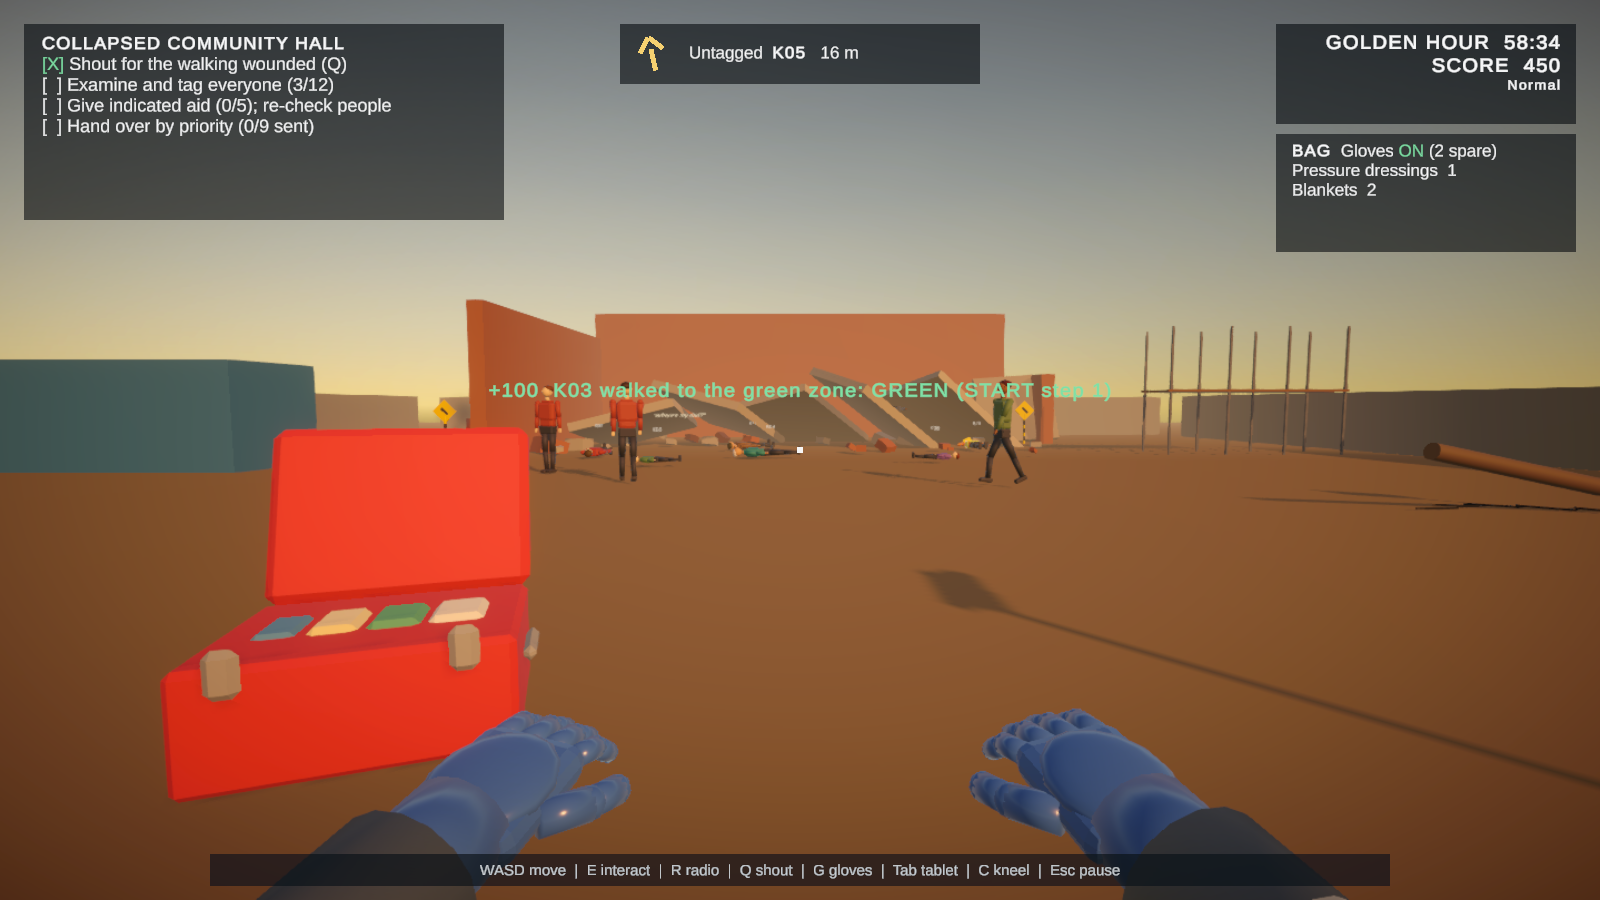 COLLAPSED COMMUNITY HALL
[X] Shout for the walking wounded (Q)
[ ] Examine and tag everyone (3/12)
[ ] Give indicated aid (0/5); re-check people
[ ] Hand over by priority (0/9 sent)
Untagged K05 16 m
GOLDEN HOUR 58:34
SCORE 450
Normal
BAG Gloves ON (2 spare)
Pressure dressings 1
Blankets 2
+100 K03 walked to the green zone: GREEN (START step 1)
WASD move | E interact | R radio | Q shout | G gloves | Tab tablet | C kneel | Esc pause